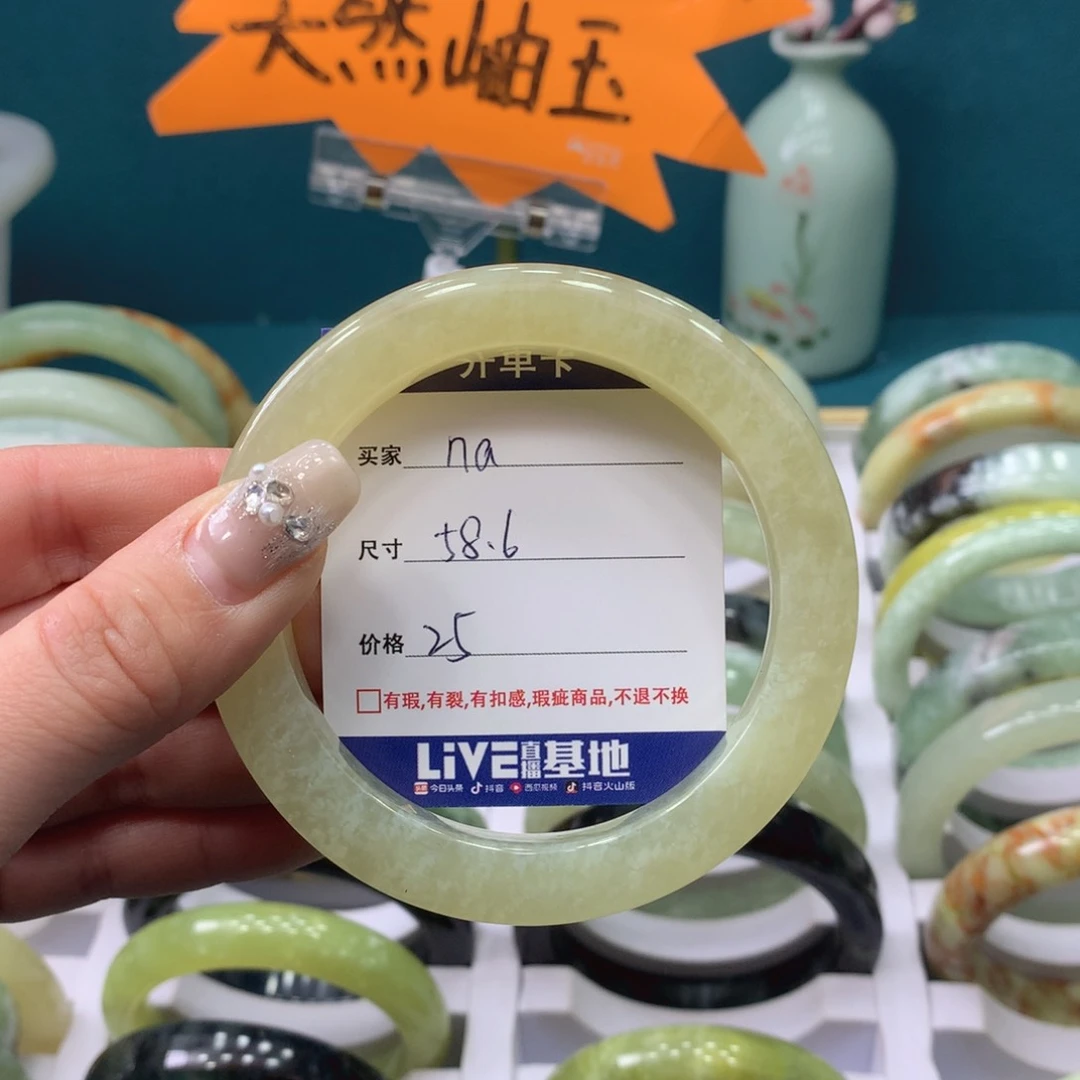 天然岫玉
开单卡
买家 na
尺寸 58.6
价格 25
有瑕,有裂,有扣感,瑕疵商品,不退不换
LiVE直播基地
今日头条 抖音 西瓜视频 抖音火山版